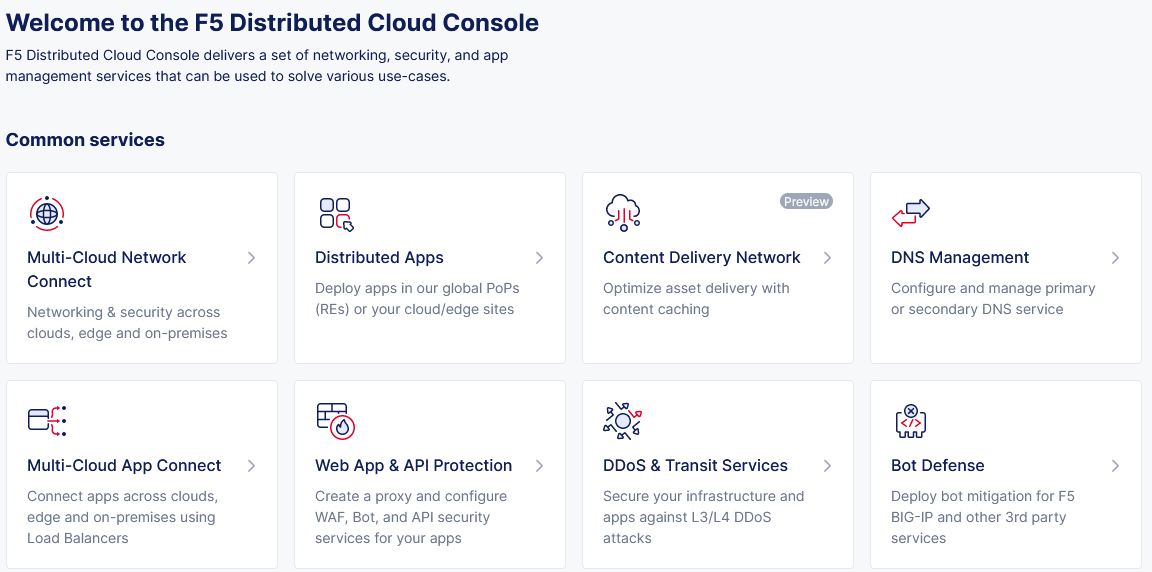 Welcome to the F5 Distributed Cloud Console
F5 Distributed Cloud Console delivers a set of networking, security, and app
management services that can be used to solve various use-cases.
Common services
Multi-Cloud Network
Connect
Networking & security across
clouds, edge and on-premises
Distributed Apps
Deploy apps in our global PoPs
(REs) or your cloud/edge sites
Preview
Content Delivery Network
Optimize asset delivery with
content caching
DNS Management
Configure and manage primary
or secondary DNS service
Multi-Cloud App Connect
Connect apps across clouds,
edge and on-premises using
Load Balancers
Web App & API Protection
Create a proxy and configure
WAF, Bot, and API security
services for your apps
DDoS & Transit Services
Secure your infrastructure and
apps against L3/L4 DDoS
attacks
Bot Defense
Deploy bot mitigation for F5
BIG-IP and other 3rd party
services